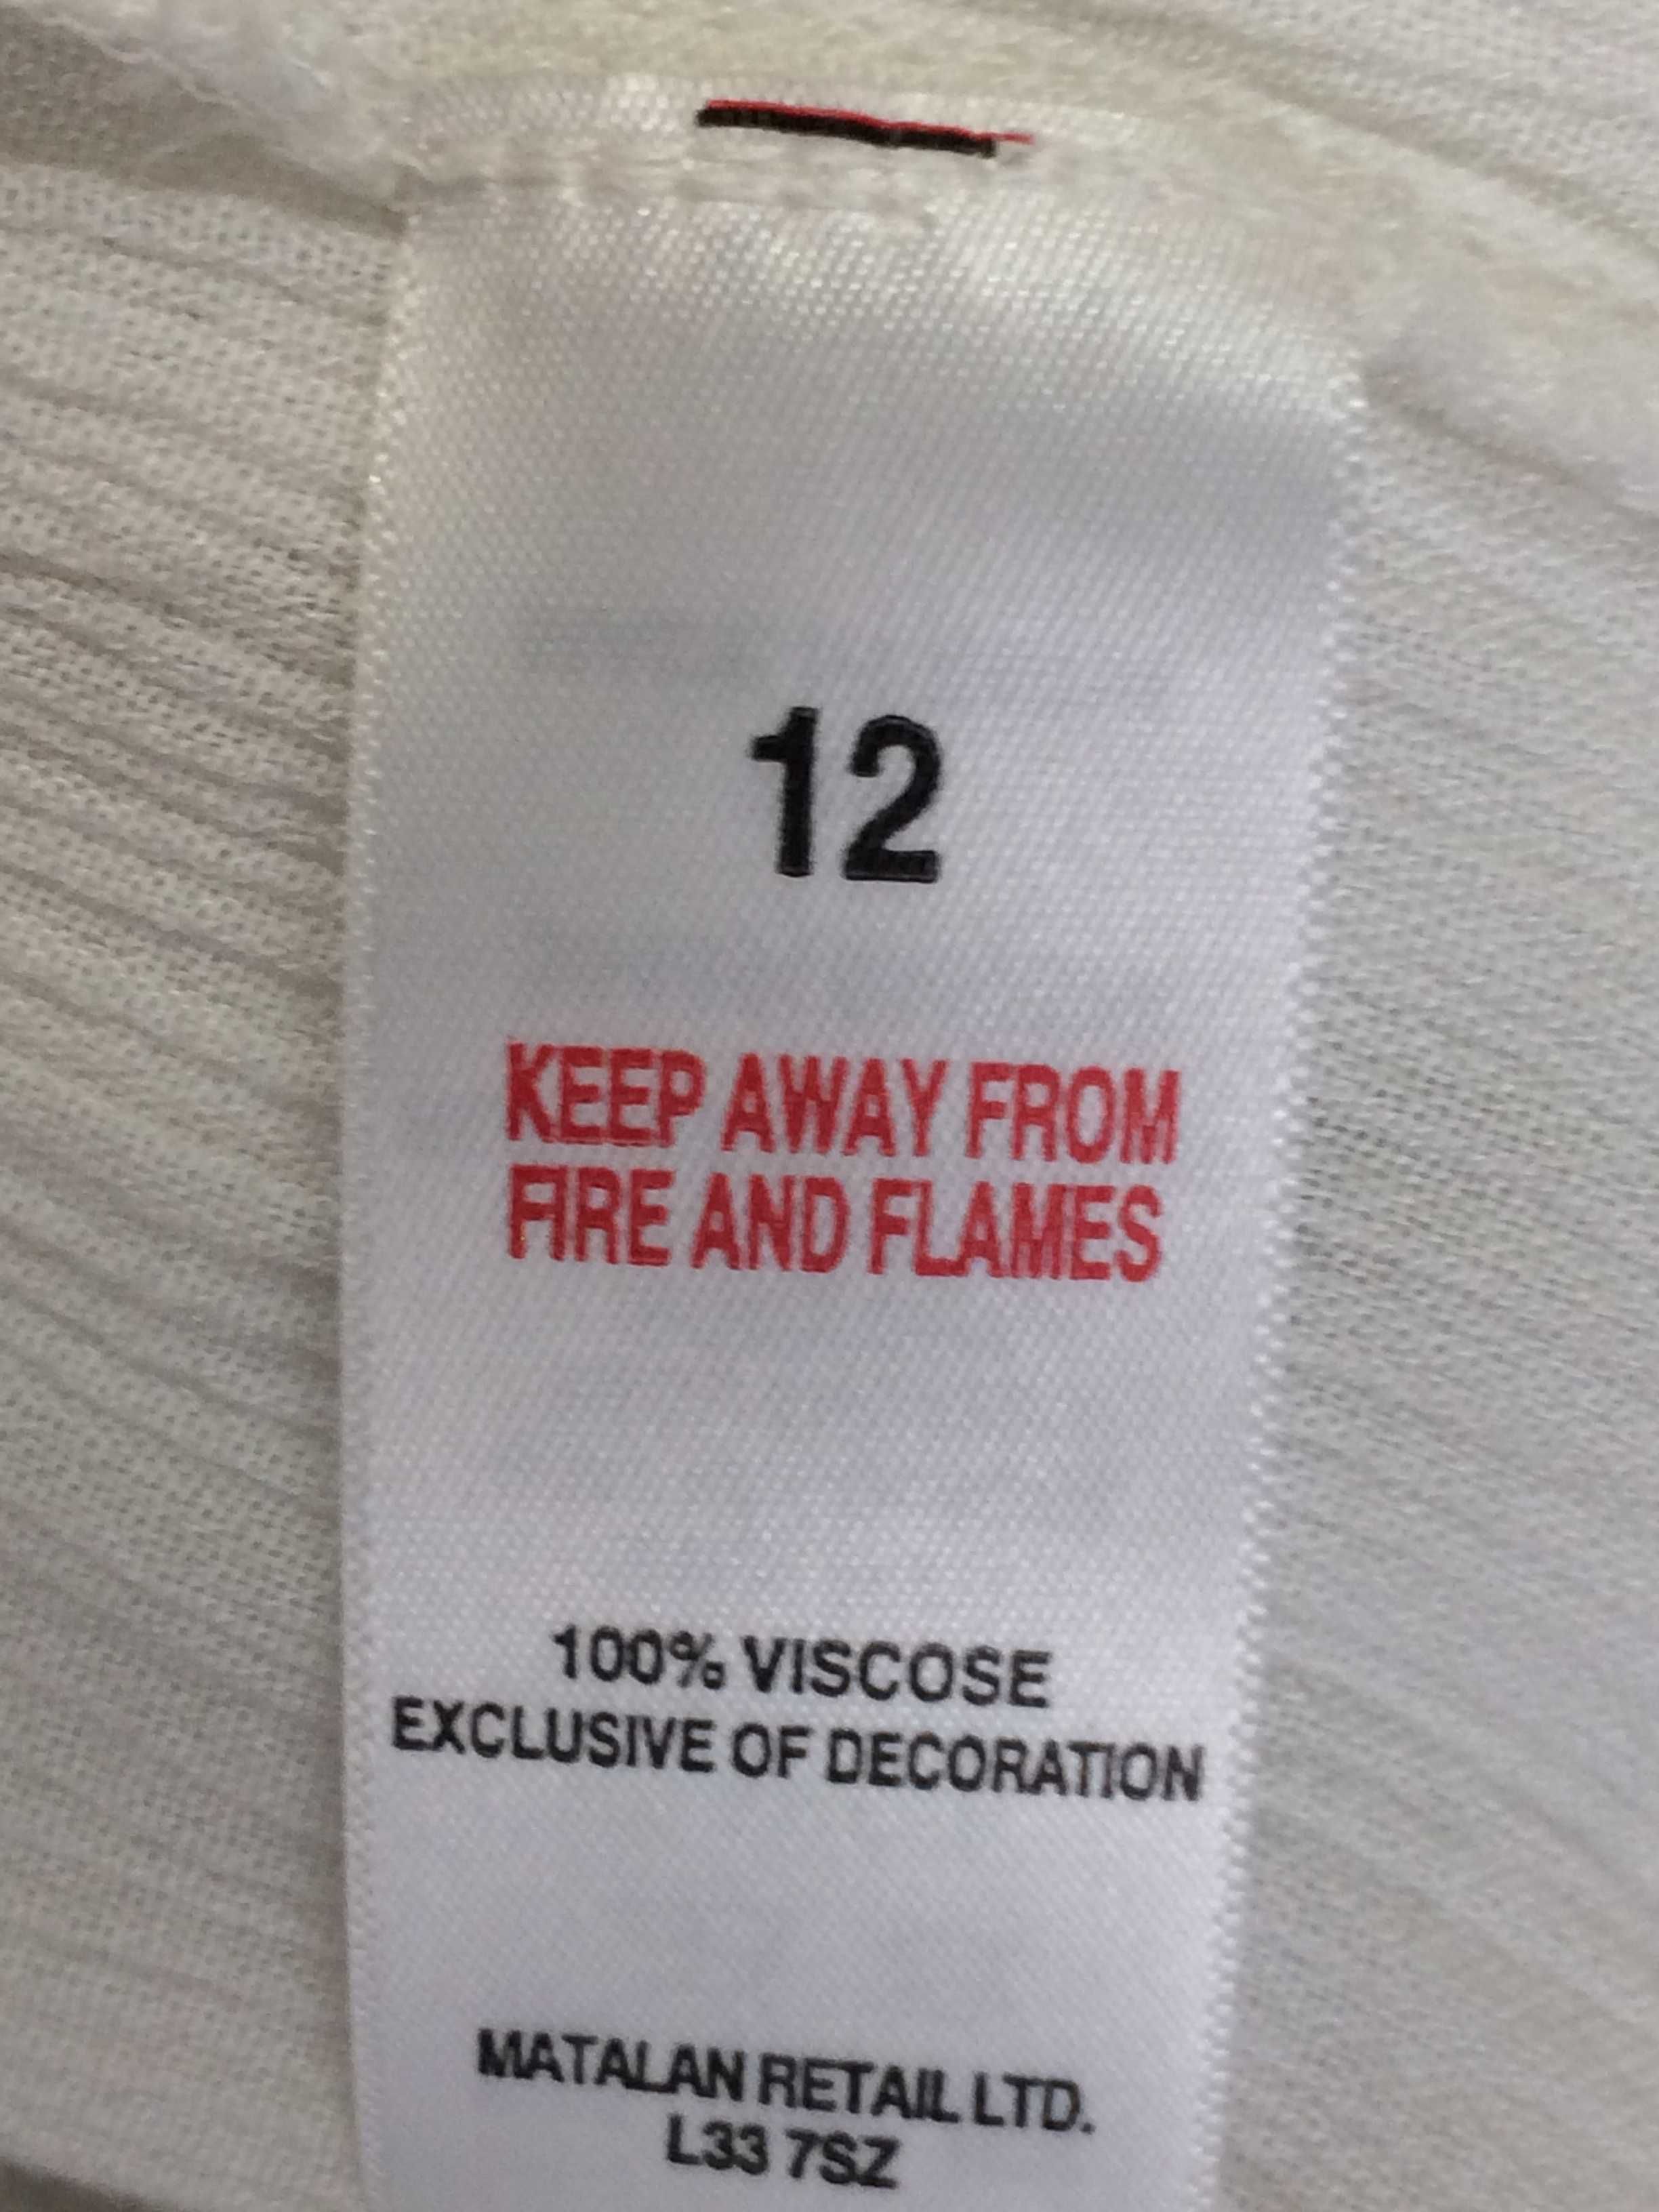 12
KEEP AWAY FROM
FIRE AND FLAMES
100% VISCOSE
EXCLUSIVE OF DECORATION
MATALAN RETAIL LTD.
L33 7SZ